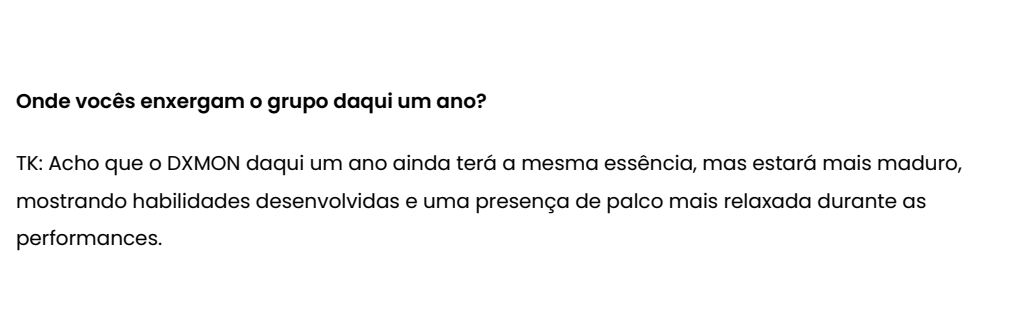 Onde vocês enxergam o grupo daqui um ano?
TK: Acho que o DXMON daqui um ano ainda terá a mesma essência, mas estará mais maduro,
mostrando habilidades desenvolvidas e uma presença de palco mais relaxada durante as
performances.